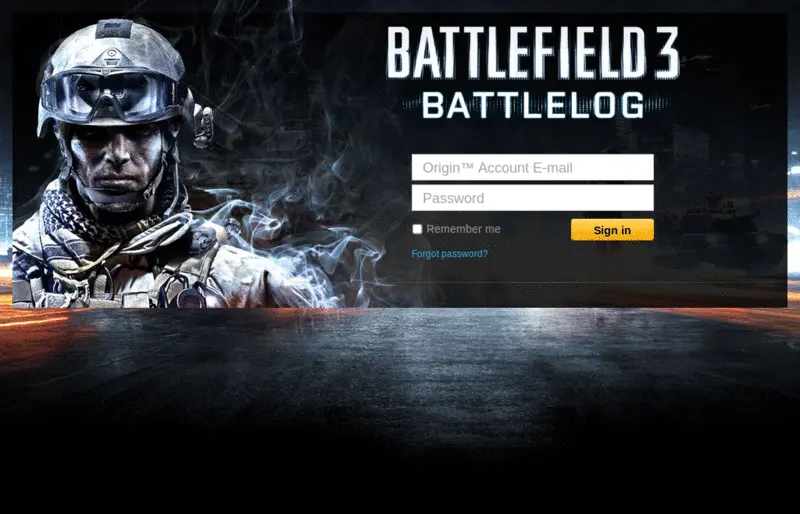 BATTLEFIELD 3
BATTLELOG
Origin™ Account E-mail
Password
Remember me
Sign in
Forgot password?